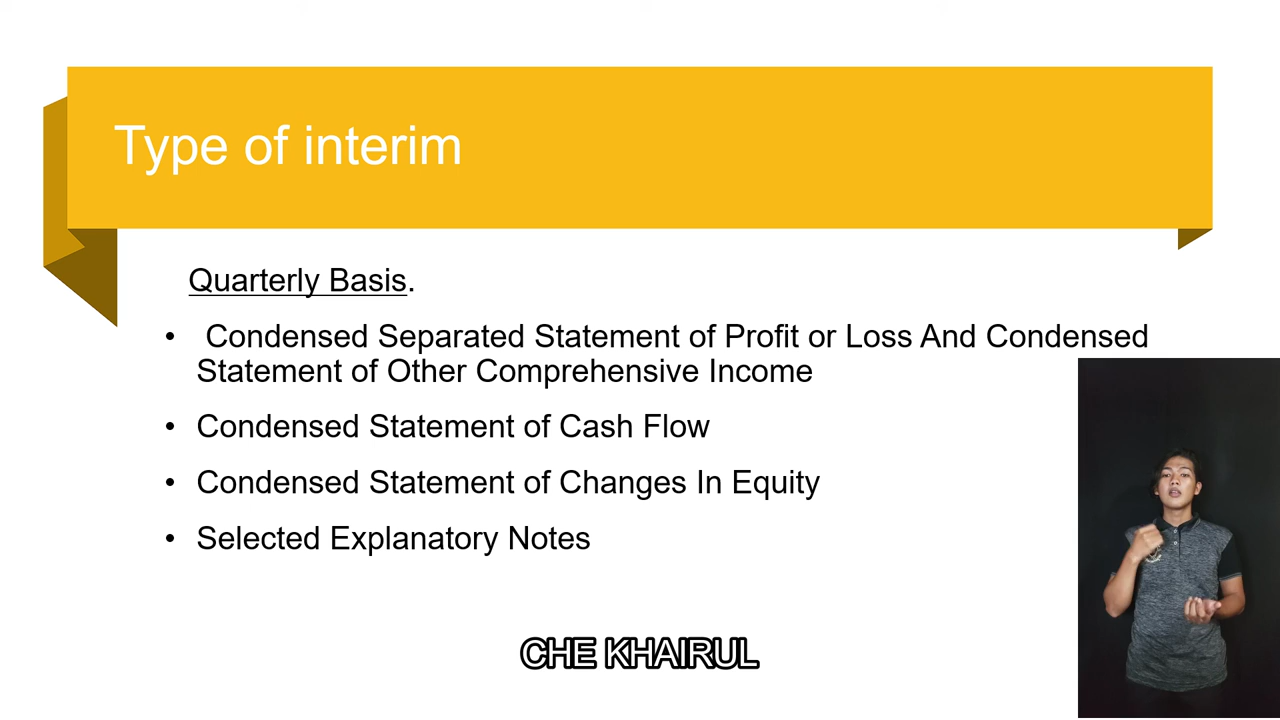 Type of interim
Quarterly Basis.
• Condensed Separated Statement of Profit or Loss And Condensed
Statement of Other Comprehensive Income
• Condensed Statement of Cash Flow
• Condensed Statement of Changes In Equity
• Selected Explanatory Notes
CHE KHAIRUL